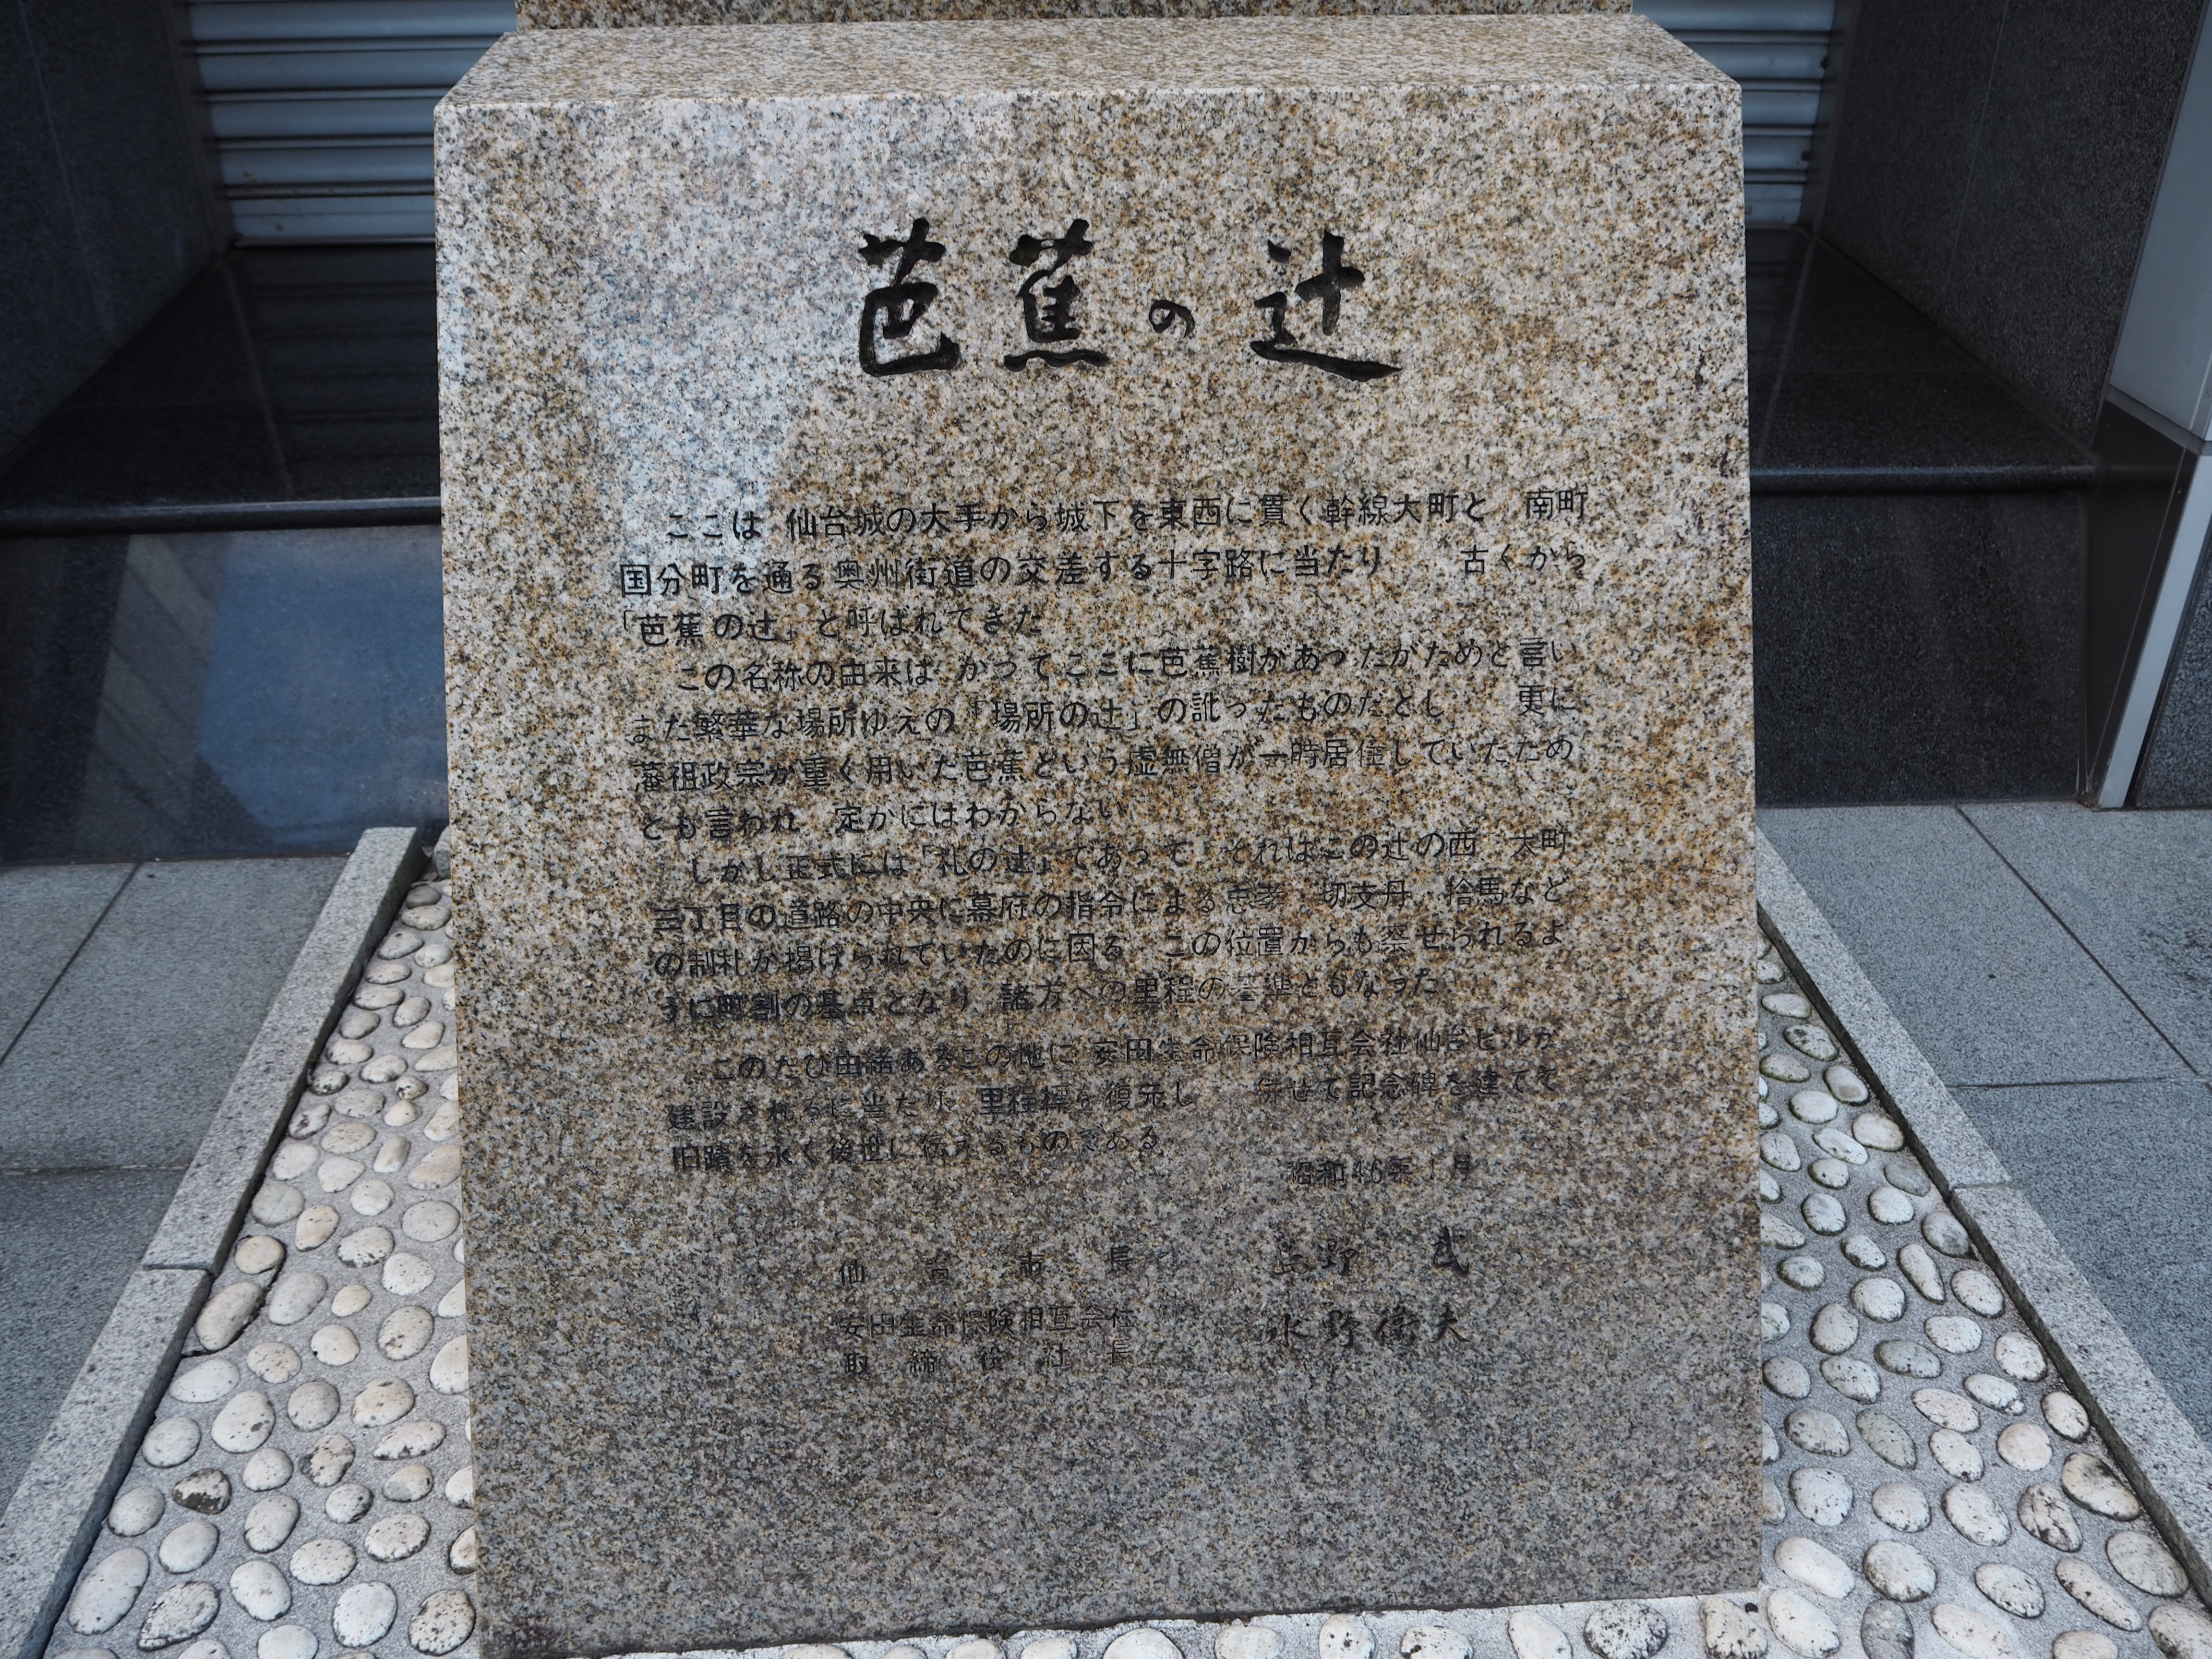 芭蕉の辻
ここは 仙台城の大手から城下を東西に貫く幹線大町と 南町
国分町を通る奥州街道の交差する十字路に当たり 古くから
「芭蕉の辻」と呼ばれてきた
この名称の由来は かつてここに芭蕉樹があったがためと言い
また繁華な場所ゆえの「場所の辻」の訛ったものだとし 更に
藩祖政宗が重く用いた芭蕉という虚無僧が一時居住していたため
とも言われ 定かにはわからない
しかし正式には「札の辻」であって それはこの辻の西 大町
三丁目の道路の中央に幕府の指令による忠孝 切支丹 捨馬など
の制札が掲げられていたのに因る この位置からも察せられるよ
うに町割の基点となり 諸方への里程の基準ともなった
このたび由緒あるこの地に 安田生命保険相互会社仙台ビルが
建設されるに当たり 里程標を復元し 併せて記念碑を建てて
旧蹟を永く後世に伝えるものである
昭和46年 月
仙台市長 島野 武
安田生命保険相互会社
取締役社長 水野衛夫